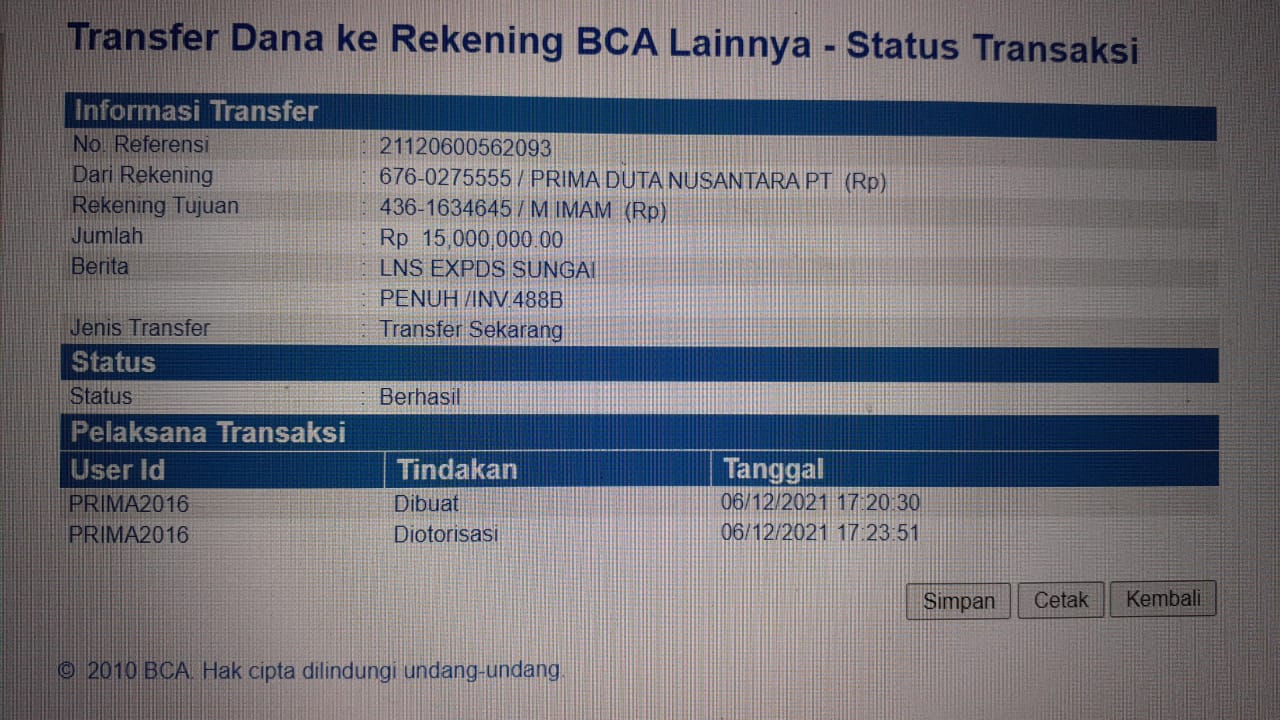 Transfer Dana ke Rekening BCA Lainnya - Status Transaksi
Informasi Transfer
No. Referensi : 21120600562093
Dari Rekening : 676-0275555 / PRIMA DUTA NUSANTARA PT (Rp)
Rekening Tujuan : 436-1634645 / M IMAM (Rp)
Jumlah : Rp 15,000,000.00
Berita : LNS EXPDS SUNGAI
: PENUH /INV.488B
Jenis Transfer : Transfer Sekarang
Status
Status : Berhasil
Pelaksana Transaksi
User Id Tindakan Tanggal
PRIMA2016 Dibuat 06/12/2021 17:20:30
PRIMA2016 Diotorisasi 06/12/2021 17:23:51
Simpan Cetak Kembali
© 2010 BCA. Hak cipta dilindungi undang-undang.